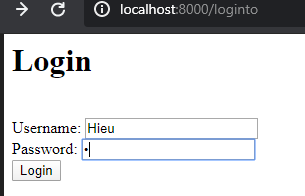 localhost:8000/loginto
Login
Username: Hieu
Password: •
Login